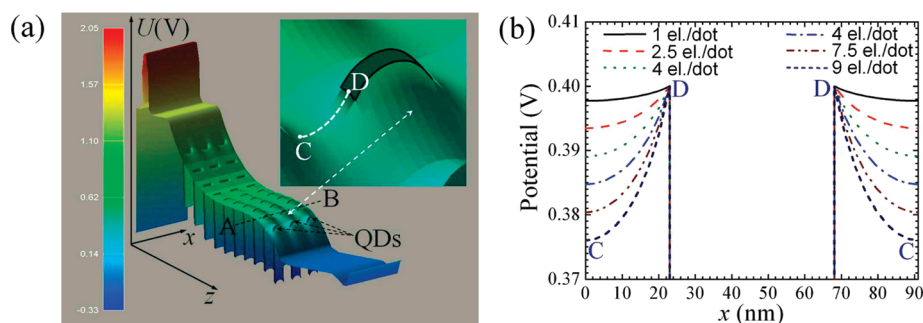 (a)
U(V)
2.05
1.57
1.10
0.62
0.14
-0.33
x
z
A
B
QDs
C
D
(b)
Potential (V)
0.41
0.40
0.39
0.38
0.37
1 el./dot
2.5 el./dot
4 el./dot
4 el./dot
7.5 el./dot
9 el./dot
D
D
C
C
0 10 20 30 40 50 60 70 80 90
x (nm)